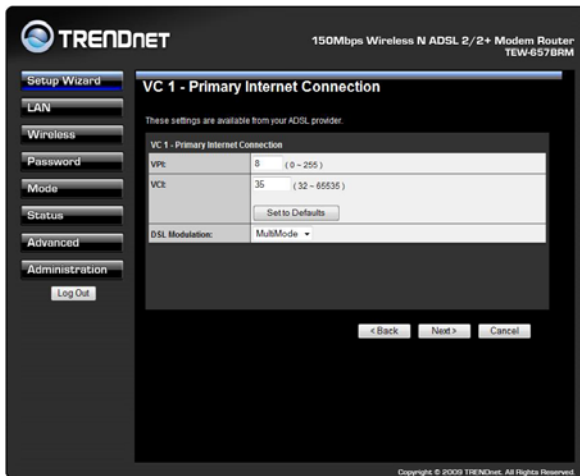 TRENDNET
150Mbps Wireless N ADSL 2/2+ Modem Router
TEW-657BRM
Setup Wizard
LAN
Wireless
Password
Mode
Status
Advanced
Administration
Log Out
VC 1 - Primary Internet Connection
These settings are available from your ADSL provider.
VC 1 - Primary Internet Connection
VPI: 8 (0 ~ 255)
VCI: 35 (32 ~ 65535)
Set to Defaults
DSL Modulation: MultiMode
< Back Next > Cancel
Copyright © 2009 TRENDnet. All Rights Reserved.